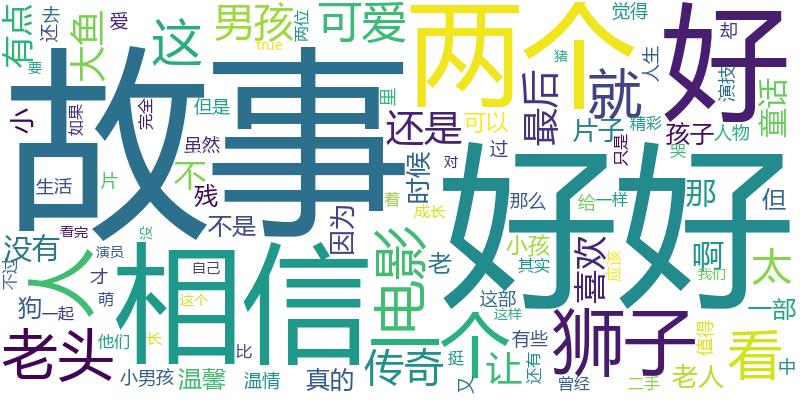 有点
还去
爱
大鱼
这
男孩
两位
true
可爱
两个
觉得
猪
岩
好
故事
小
如果
完全
但是
里
虽然
还是
可以
最后
就
片子
精彩
人生
演技
孩子
人物
童话
只是
哭
生活
片
不
残
不是
因为
时候
过
对
好好
那么
给
一样
那
但
没有
看完
没
人
演员
不过
才
萌
自己
相信
电影
着
成长
老
小孩
其实
喜欢
应该
啊
我们
太
狗
一起
这个
这部
这样
个
狮子
一部
值得
看
中
老头
他们
长
小男孩
温馨
比
温情
真的
传奇
挺
让
又
有些
还有
曾经
二手
老人